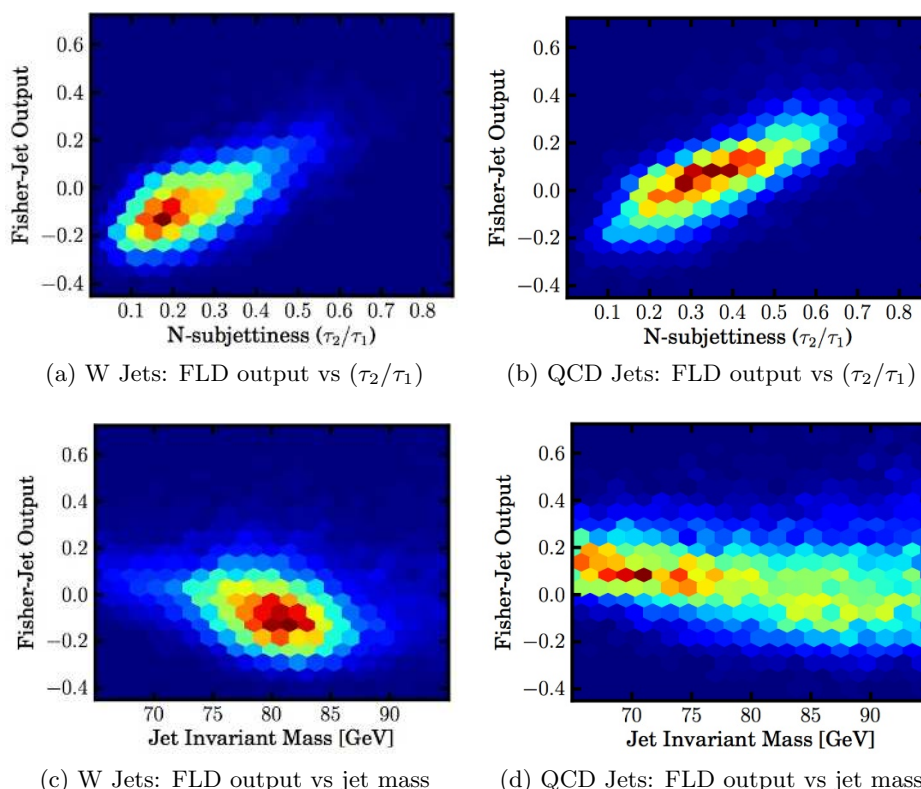 0.6
0.4
0.2
0.0
−0.2
−0.4
Fisher-Jet Output
0.1 0.2 0.3 0.4 0.5 0.6 0.7 0.8
N-subjettiness (τ₂/τ₁)
(a) W Jets: FLD output vs (τ₂/τ₁)
0.6
0.4
0.2
0.0
−0.2
−0.4
Fisher-Jet Output
0.1 0.2 0.3 0.4 0.5 0.6 0.7 0.8
N-subjettiness (τ₂/τ₁)
(b) QCD Jets: FLD output vs (τ₂/τ₁)
0.6
0.4
0.2
0.0
−0.2
−0.4
Fisher-Jet Output
70 75 80 85 90
Jet Invariant Mass [GeV]
(c) W Jets: FLD output vs jet mass
0.6
0.4
0.2
0.0
−0.2
−0.4
Fisher-Jet Output
70 75 80 85 90
Jet Invariant Mass [GeV]
(d) QCD Jets: FLD output vs jet mass